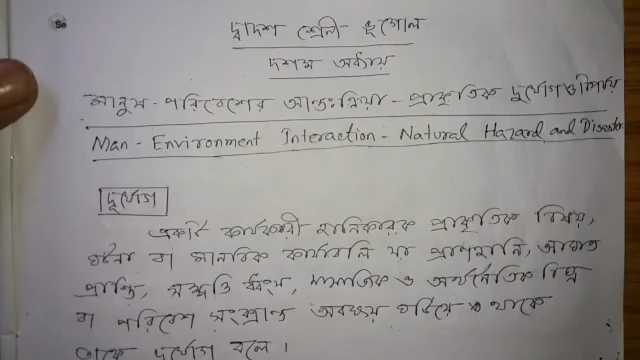 দ্বাদশ শ্রেণী ভূগোল
দশম অধ্যায়
মানুষ - পরিবেশের আন্তঃক্রিয়া - প্রাকৃতিক দুর্যোগ ও বিপর্যয়
Man - Environment Interaction - Natural Hazard and Disaster
দুর্যোগ
একটি কার্যকারী হানিকারক প্রাকৃতিক বিষয়,
ঘটনা বা মানবিক কার্যাবলি যা প্রাণহানি, আঘাত
প্রাপ্তি, সম্পত্তি ধ্বংস, সামাজিক ও অর্থনৈতিক বিঘ্ন
বা পরিবেশ সংক্রান্ত অবক্ষয় ঘটিয়ে থাকে
তাকে দুর্যোগ বলে।